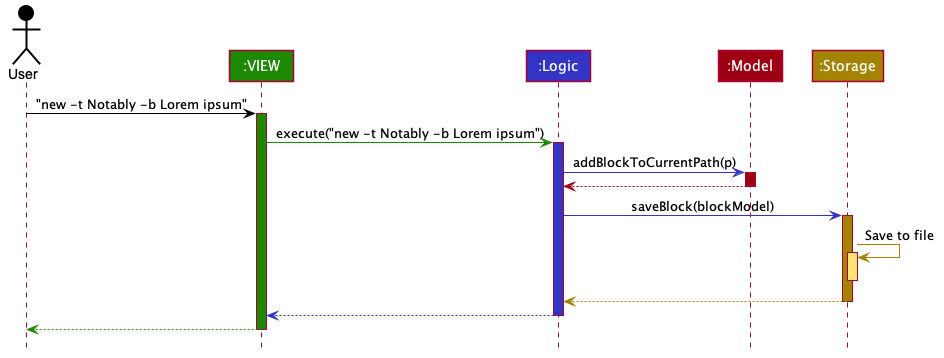 User
:VIEW
:Logic
:Model
:Storage
"new -t Notably -b Lorem ipsum"
execute("new -t Notably -b Lorem ipsum")
addBlockToCurrentPath(p)
saveBlock(blockModel)
Save to file